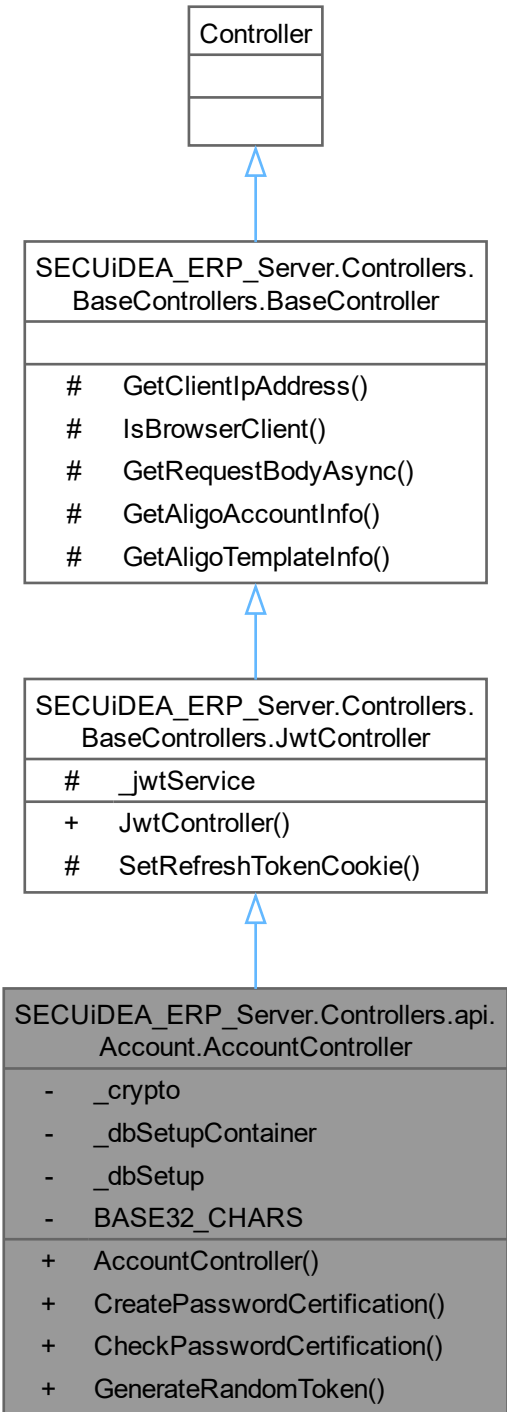 Controller
SECUiDEA_ERP_Server.Controllers.
BaseControllers.BaseController
# GetClientIpAddress()
# IsBrowserClient()
# GetRequestBodyAsync()
# GetAligoAccountInfo()
# GetAligoTemplateInfo()
SECUiDEA_ERP_Server.Controllers.
BaseControllers.JwtController
# _jwtService
+ JwtController()
# SetRefreshTokenCookie()
SECUiDEA_ERP_Server.Controllers.api.
Account.AccountController
- _crypto
- _dbSetupContainer
- _dbSetup
- BASE32_CHARS
+ AccountController()
+ CreatePasswordCertification()
+ CheckPasswordCertification()
+ GenerateRandomToken()